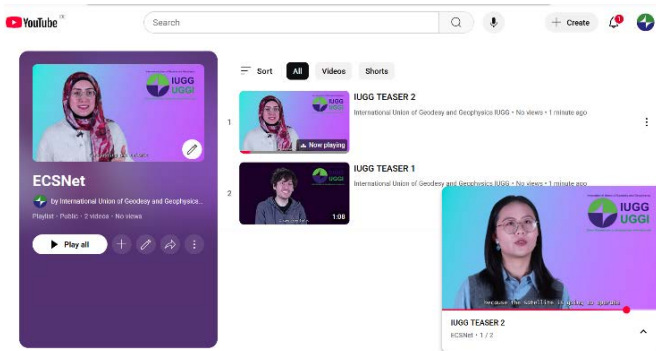 YouTube
Search
Create
IUGG
UGGI
ECSNet
by International Union of Geodesy and Geophysics...
Playlist • Public • 2 videos • No views
Play all
Sort
All
Videos
Shorts
1
IUGG
UGGI
Now playing
IUGG TEASER 2
International Union of Geodesy and Geophysics IUGG • No views • 1 minute ago
2
1:08
IUGG TEASER 1
International Union of Geodesy and Geophysics IUGG • No views • 1 minute ago
IUGG
UGGI
because the satellite is going to operate
IUGG TEASER 2
ECSNet • 1 / 2